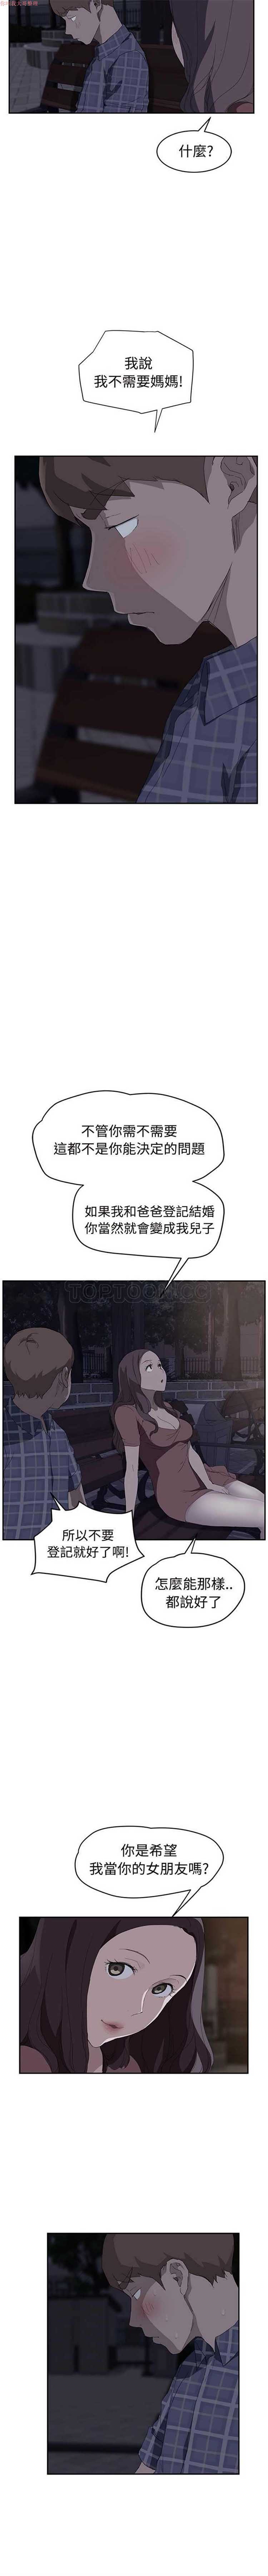 什麼?
我說
我不需要媽媽!
不管你需不需要
這都不是你能決定的問題
如果我和爸爸登記結婚
你當然就會變成我兒子
TOPTOON
所以不要
登記就好了啊!
怎麼能那樣..
都說好了
你是希望
我當你的女朋友嗎?